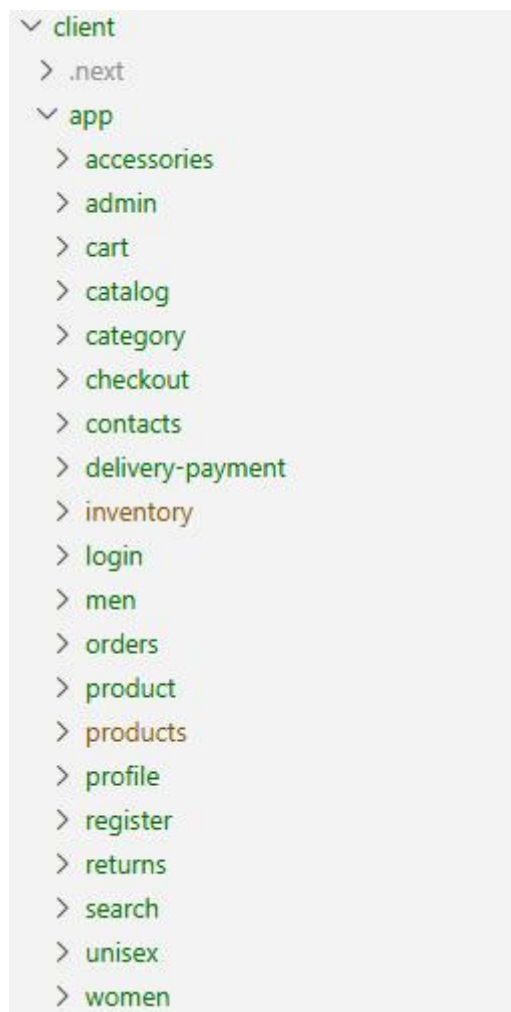 client
.next
app
accessories
admin
cart
catalog
category
checkout
contacts
delivery-payment
inventory
login
men
orders
product
products
profile
register
returns
search
unisex
women